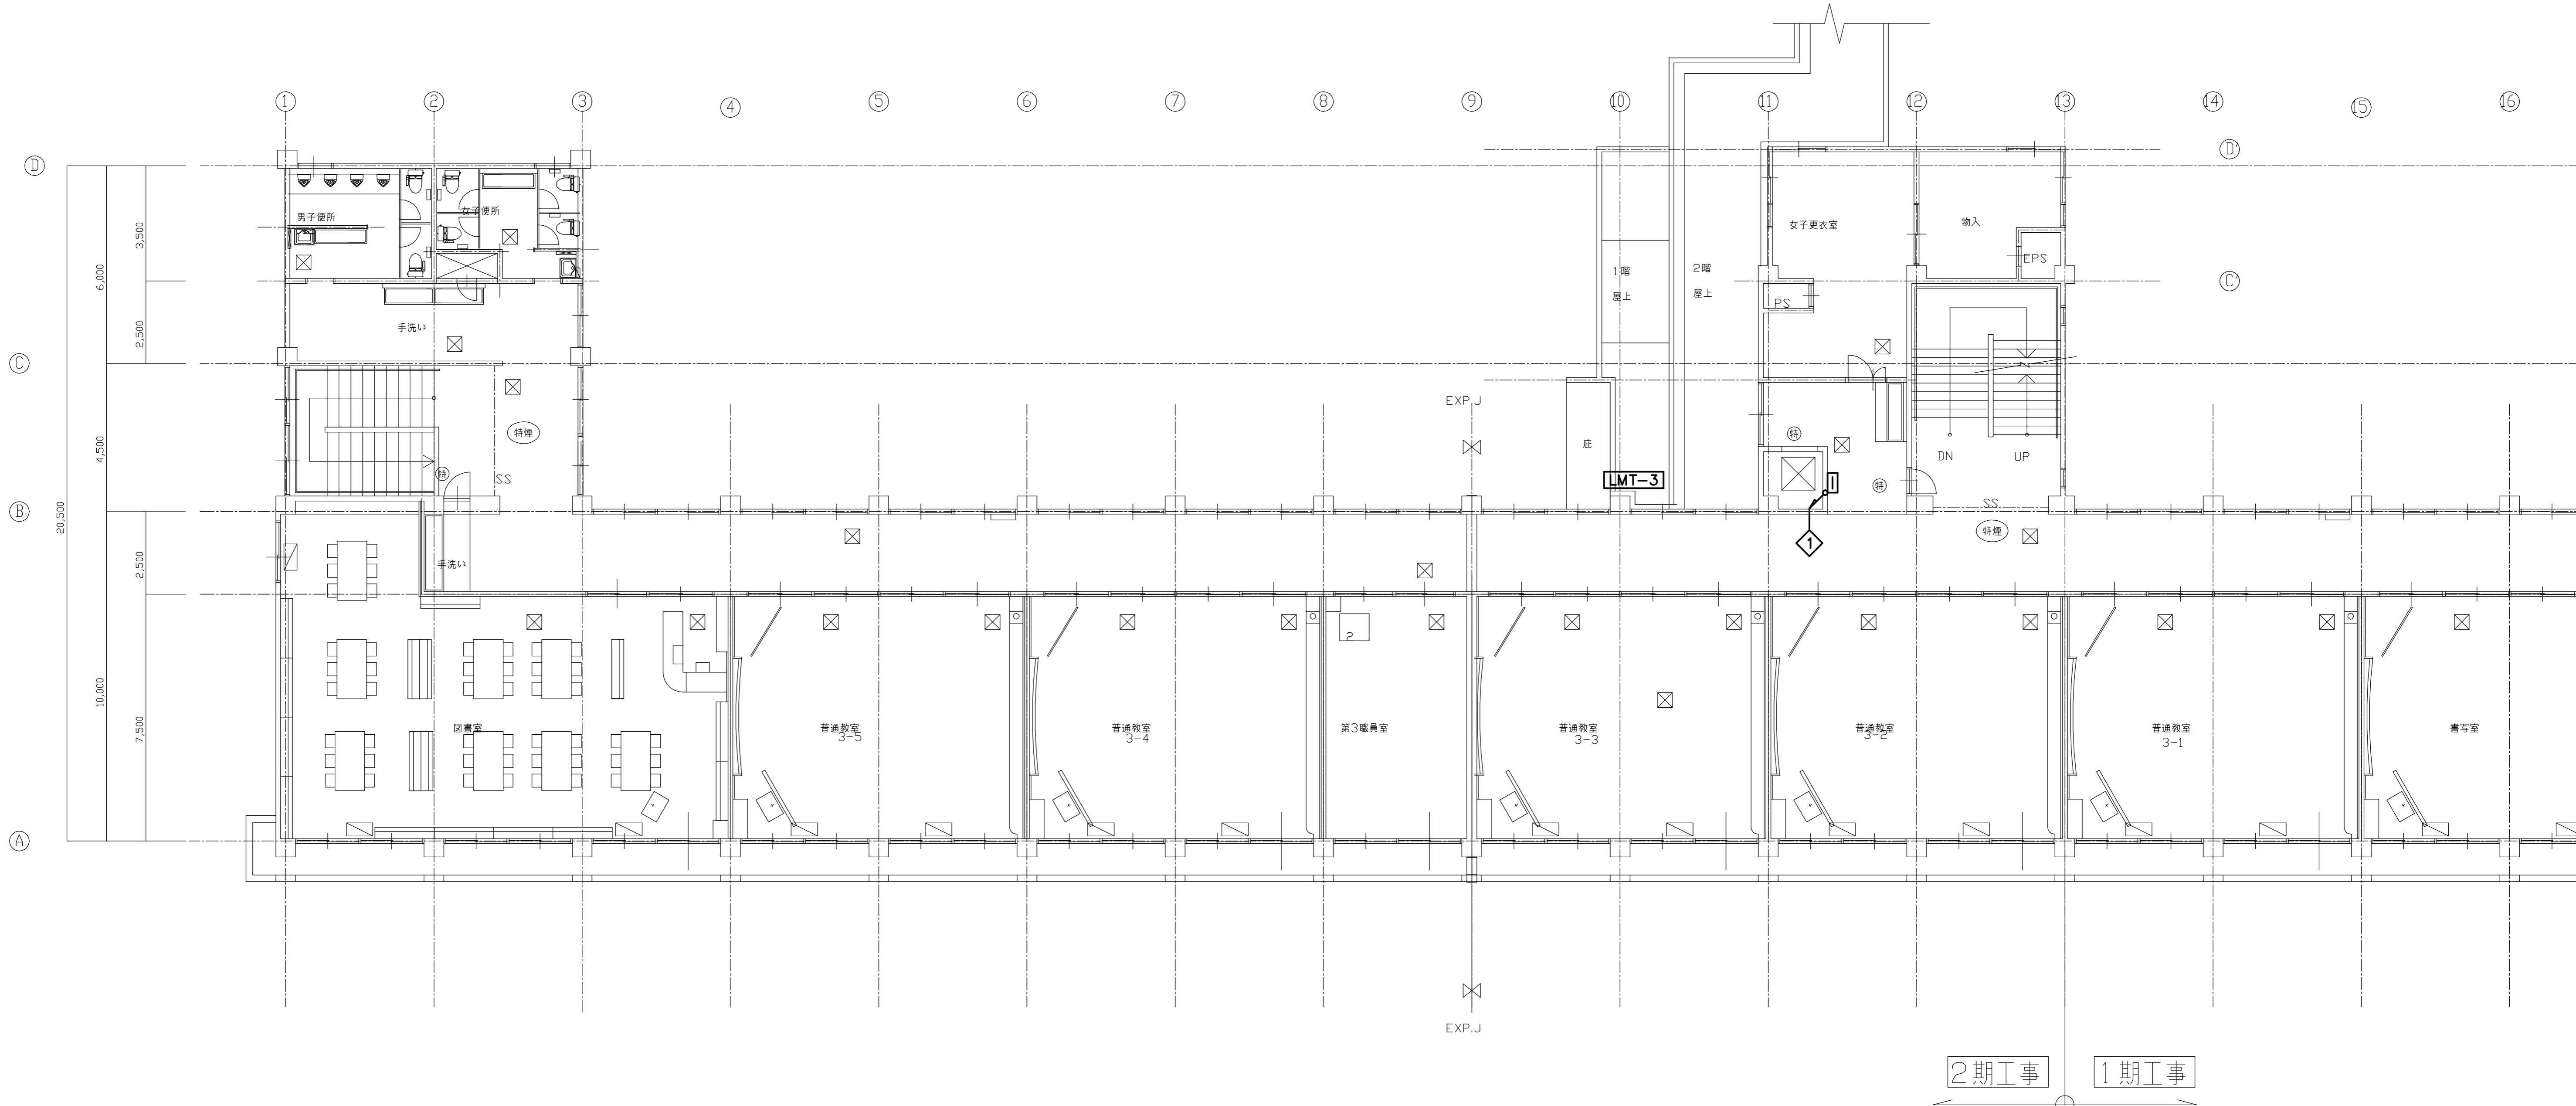 1
2
3
4
5
6
7
8
9
10
11
12
13
14
15
16
D
D'
男子便所
女子便所
女子更衣室
物入
3,500
EPS
6,000
1階
屋上
2階
屋上
C'
PS
手洗い
2,500
C
EXP.J
特煙
特
庇
4,500
特
SS
LMT-3
DN
UP
特
B
20,500
SS
特煙
1
手洗い
2,500
10,000
7,500
図書室
普通教室
3-5
普通教室
3-4
第3職員室
普通教室
3-3
普通教室
3-2
普通教室
3-1
書写室
A
EXP.J
2期工事
1期工事